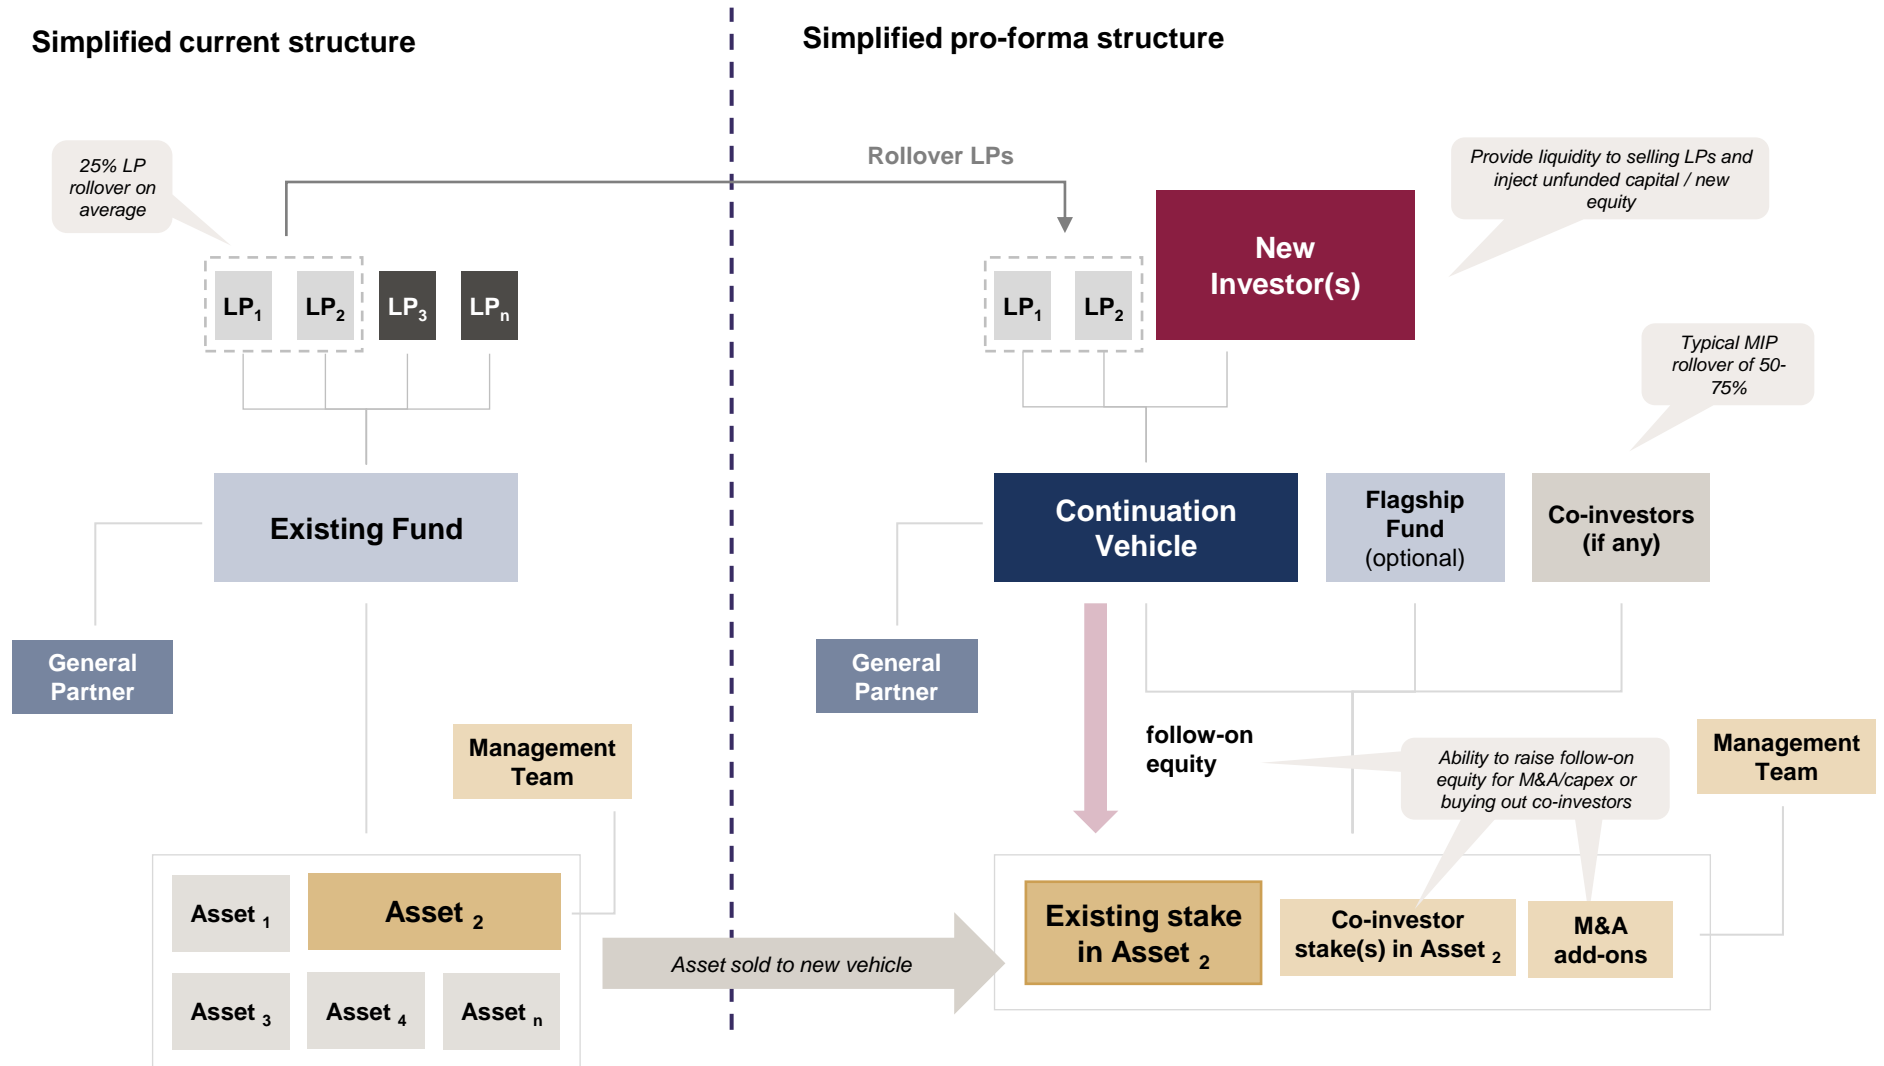 Simplified current structure
Simplified pro-forma structure
25% LP
rollover on
average
Rollover LPs
Provide liquidity to selling LPs and
inject unfunded capital / new
equity
LP1
LP2
LP3
LPn
LP1
LP2
New
Investor(s)
Typical MIP
rollover of 50-
75%
Existing Fund
Continuation
Vehicle
Flagship
Fund
(optional)
Co-investors
(if any)
General
Partner
General
Partner
Management
Team
follow-on
equity
Ability to raise follow-on
equity for M&A/capex or
buying out co-investors
Management
Team
Asset 1
Asset 2
Asset 3
Asset 4
Asset n
Asset sold to new vehicle
Existing stake
in Asset 2
Co-investor
stake(s) in Asset 2
M&A
add-ons